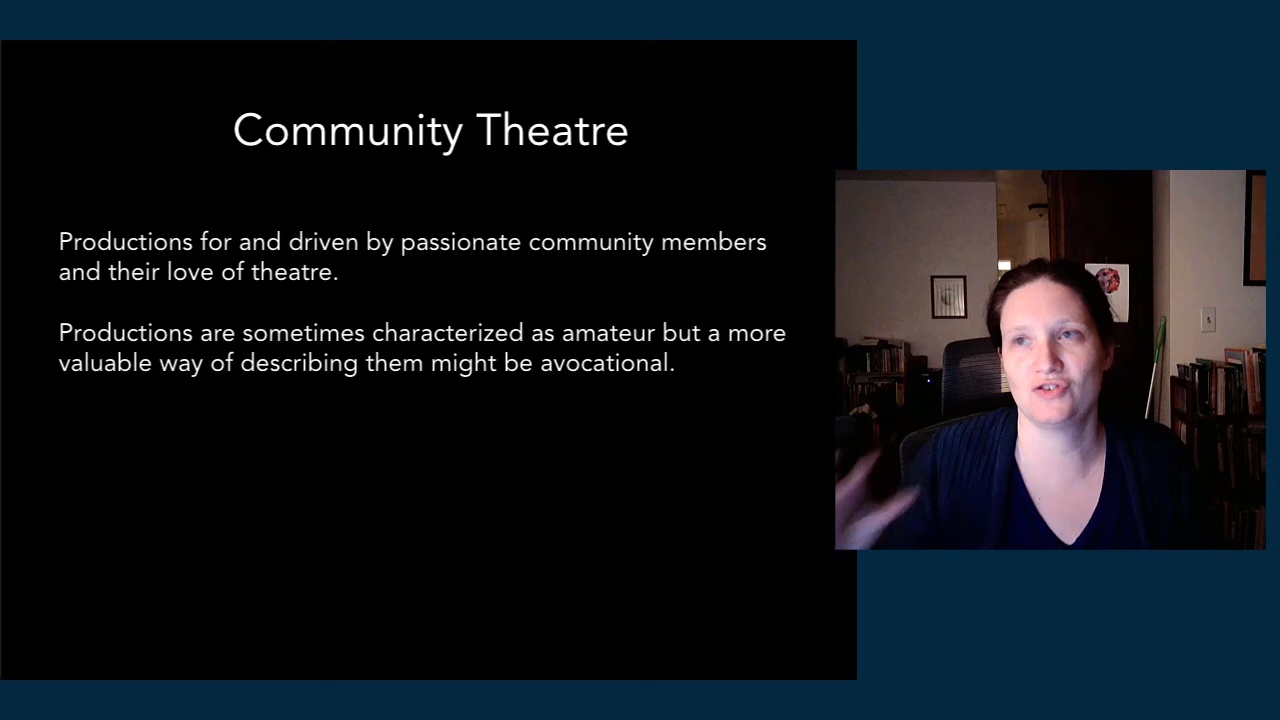 Community Theatre
Productions for and driven by passionate community members
and their love of theatre.
Productions are sometimes characterized as amateur but a more
valuable way of describing them might be avocational.